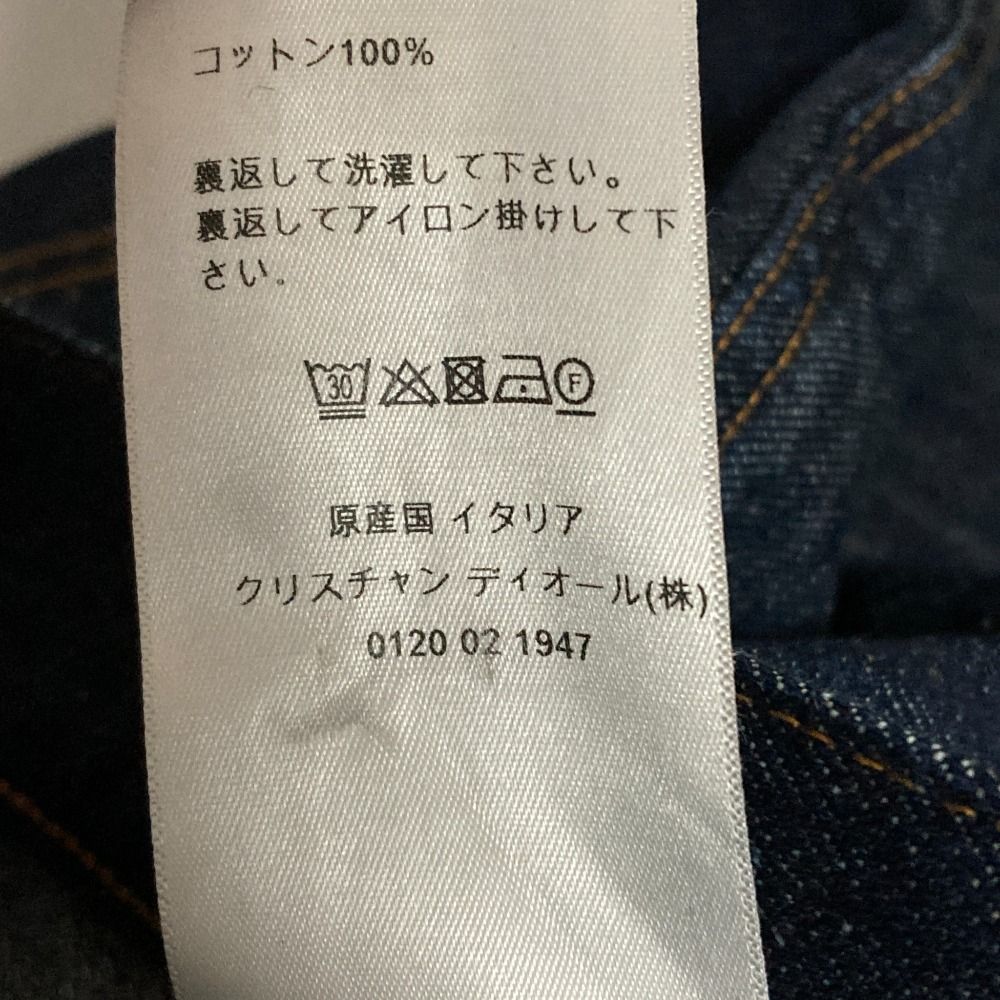 コットン100%
裏返して洗濯して下さい。
裏返してアイロン掛けして下
さい。
30 F
原産国 イタリア
クリスチャン ディオール(株)
0120 02 1947